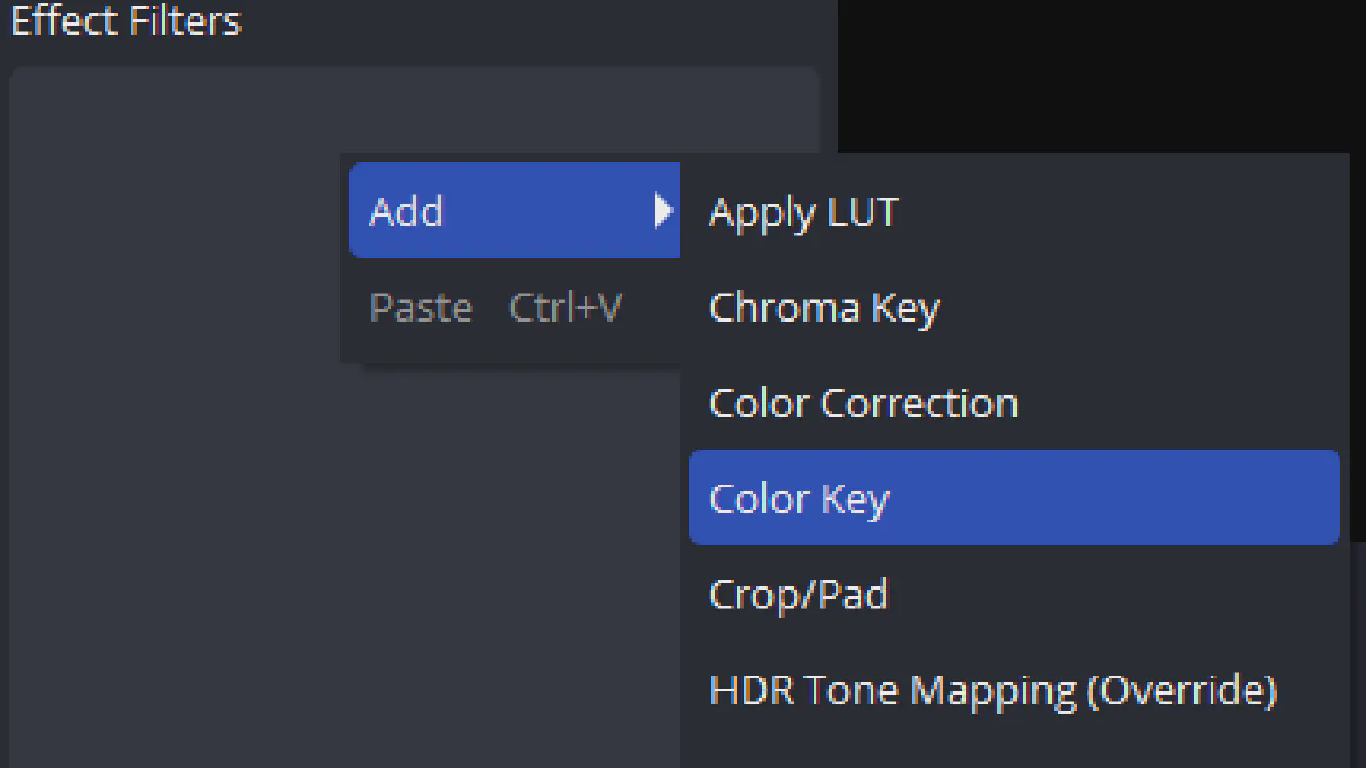 Effect Filters
Add
Paste Ctrl+V
Apply LUT
Chroma Key
Color Correction
Color Key
Crop/Pad
HDR Tone Mapping (Override)